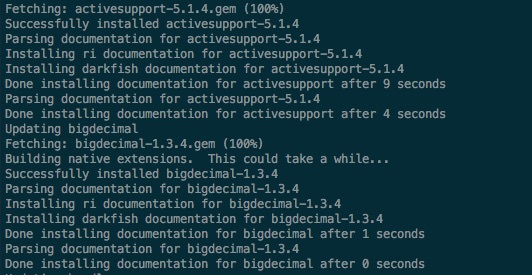 Fetching: activesupport-5.1.4.gem (100%)
Successfully installed activesupport-5.1.4
Parsing documentation for activesupport-5.1.4
Installing ri documentation for activesupport-5.1.4
Installing darkfish documentation for activesupport-5.1.4
Done installing documentation for activesupport after 9 seconds
Parsing documentation for activesupport-5.1.4
Done installing documentation for activesupport after 4 seconds
Updating bigdecimal
Fetching: bigdecimal-1.3.4.gem (100%)
Building native extensions.  This could take a while...
Successfully installed bigdecimal-1.3.4
Parsing documentation for bigdecimal-1.3.4
Installing ri documentation for bigdecimal-1.3.4
Installing darkfish documentation for bigdecimal-1.3.4
Done installing documentation for bigdecimal after 1 seconds
Parsing documentation for bigdecimal-1.3.4
Done installing documentation for bigdecimal after 0 seconds